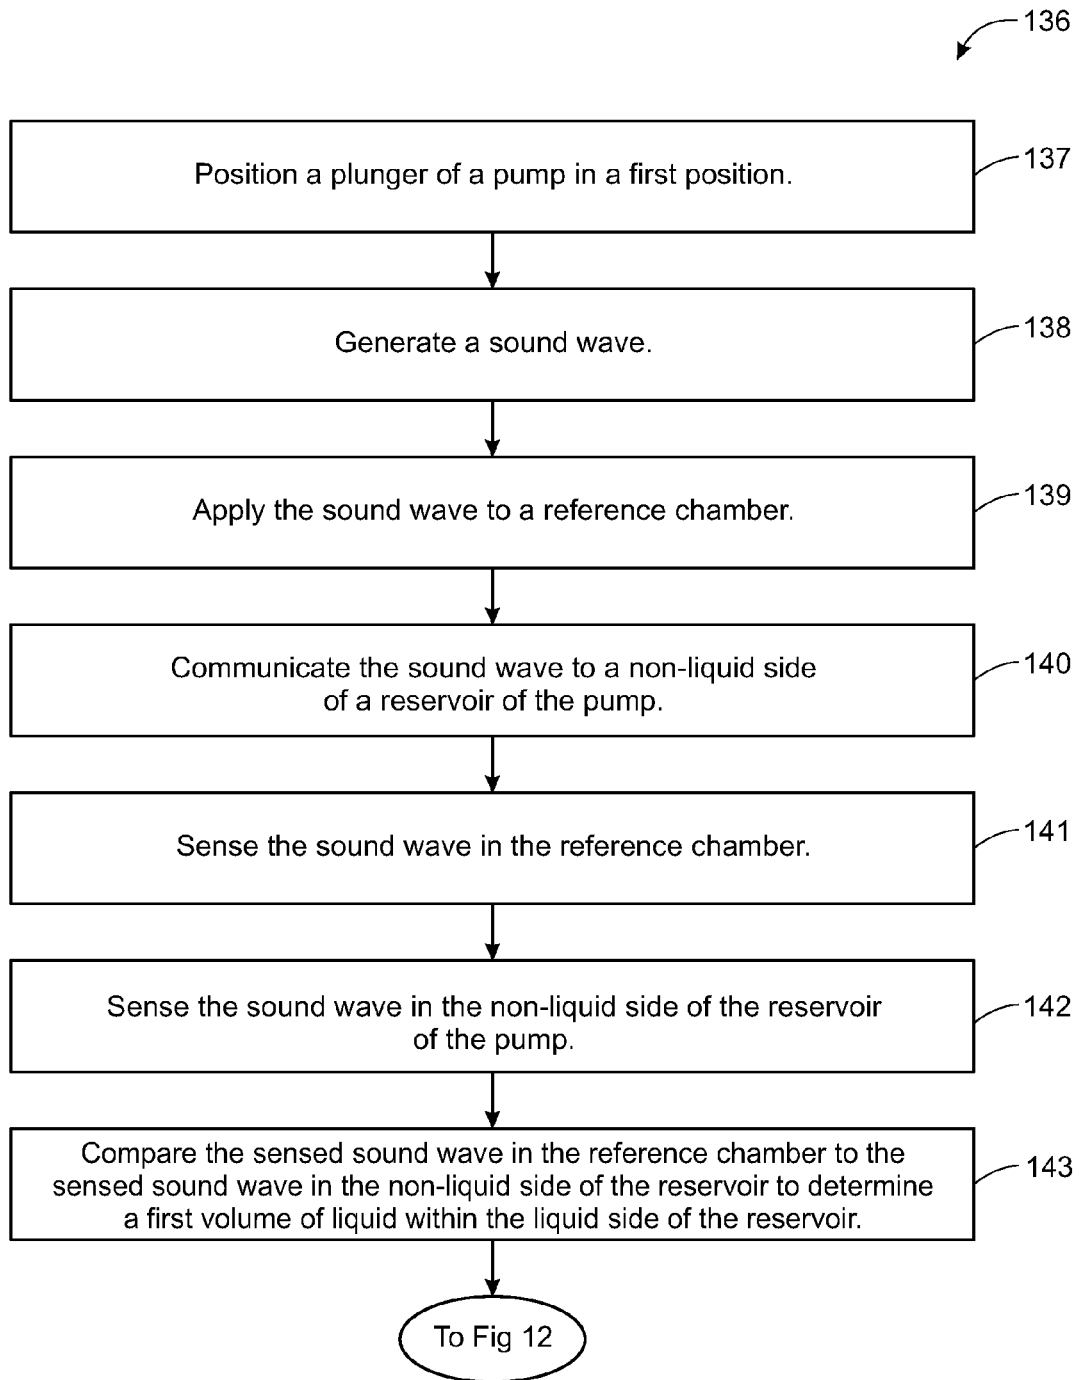 136
Position a plunger of a pump in a first position.
137
Generate a sound wave.
138
Apply the sound wave to a reference chamber.
139
Communicate the sound wave to a non-liquid side
of a reservoir of the pump.
140
Sense the sound wave in the reference chamber.
141
Sense the sound wave in the non-liquid side of the reservoir
of the pump.
142
Compare the sensed sound wave in the reference chamber to the
sensed sound wave in the non-liquid side of the reservoir to determine
a first volume of liquid within the liquid side of the reservoir.
143
To Fig 12